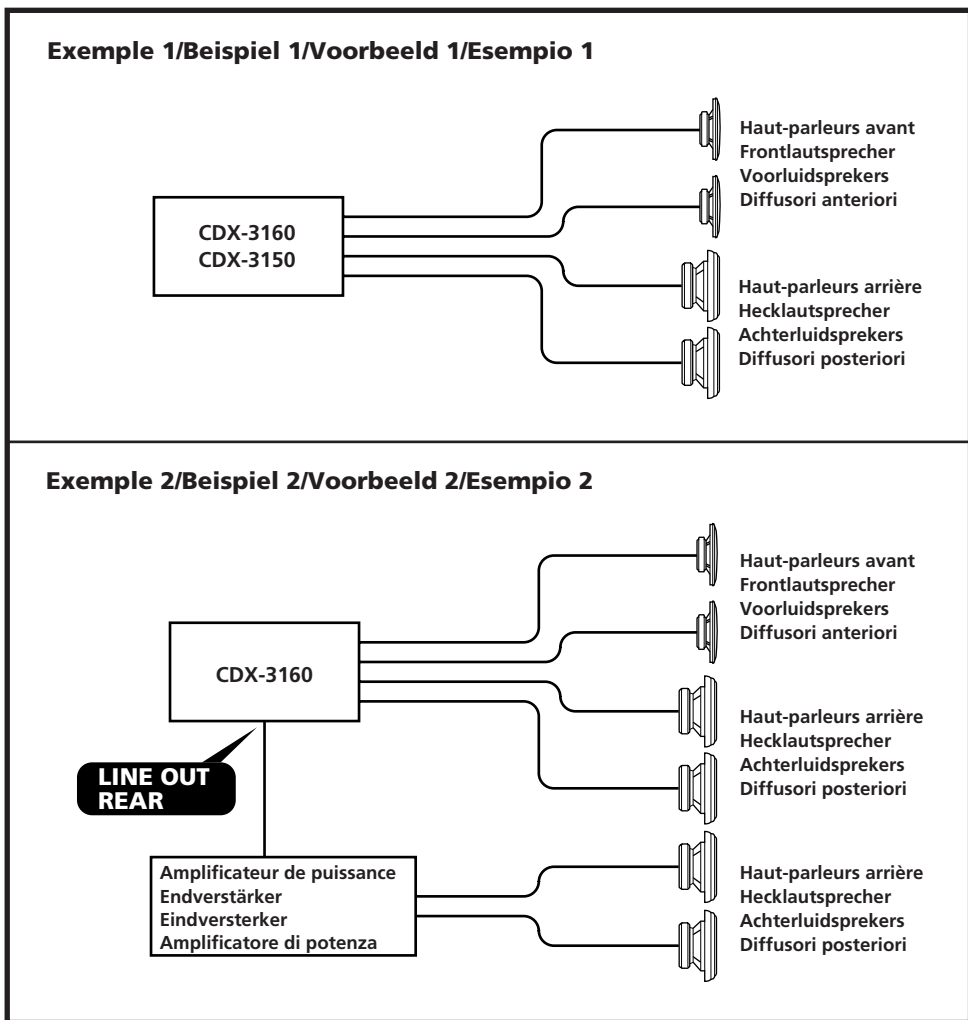 Exemple 1/Beispiel 1/Voorbeeld 1/Esempio 1
CDX-3160
CDX-3150
Haut-parleurs avant
Frontlautsprecher
Voorluidsprekers
Diffusori anteriori
Haut-parleurs arrière
Hecklautsprecher
Achterluidsprekers
Diffusori posteriori
Exemple 2/Beispiel 2/Voorbeeld 2/Esempio 2
CDX-3160
LINE OUT
REAR
Haut-parleurs avant
Frontlautsprecher
Voorluidsprekers
Diffusori anteriori
Haut-parleurs arrière
Hecklautsprecher
Achterluidsprekers
Diffusori posteriori
Amplificateur de puissance
Endverstärker
Eindversterker
Amplificatore di potenza
Haut-parleurs arrière
Hecklautsprecher
Achterluidsprekers
Diffusori posteriori